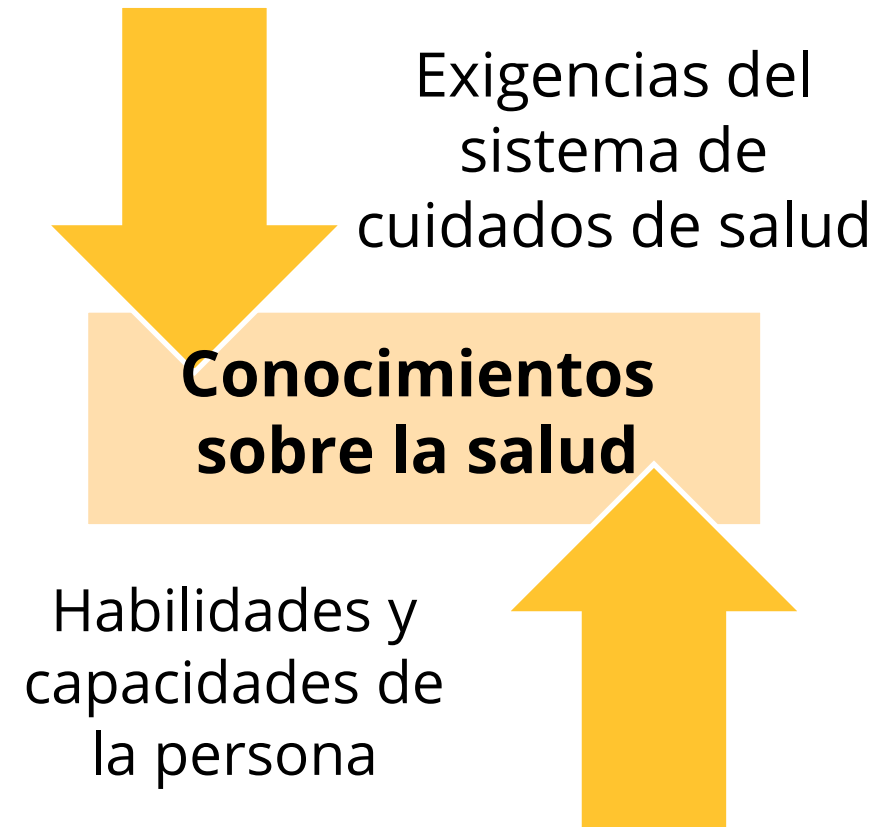 Exigencias del
sistema de
cuidados de salud
Conocimientos
sobre la salud
Habilidades y
capacidades de
la persona